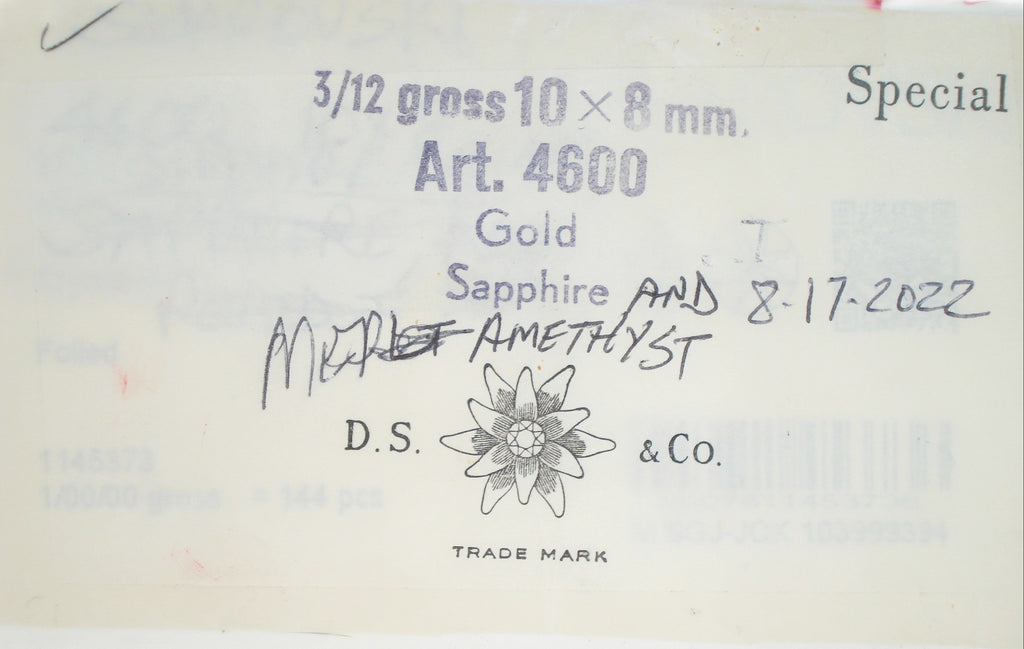 Special
3/12 gross 10 × 8 mm.
Art. 4600
Gold
Sapphire AND 8-17-2022
AMETHYST
D.S. & Co.
TRADE MARK
Foiled
1145373
1/00/00 gross = 144 pcs